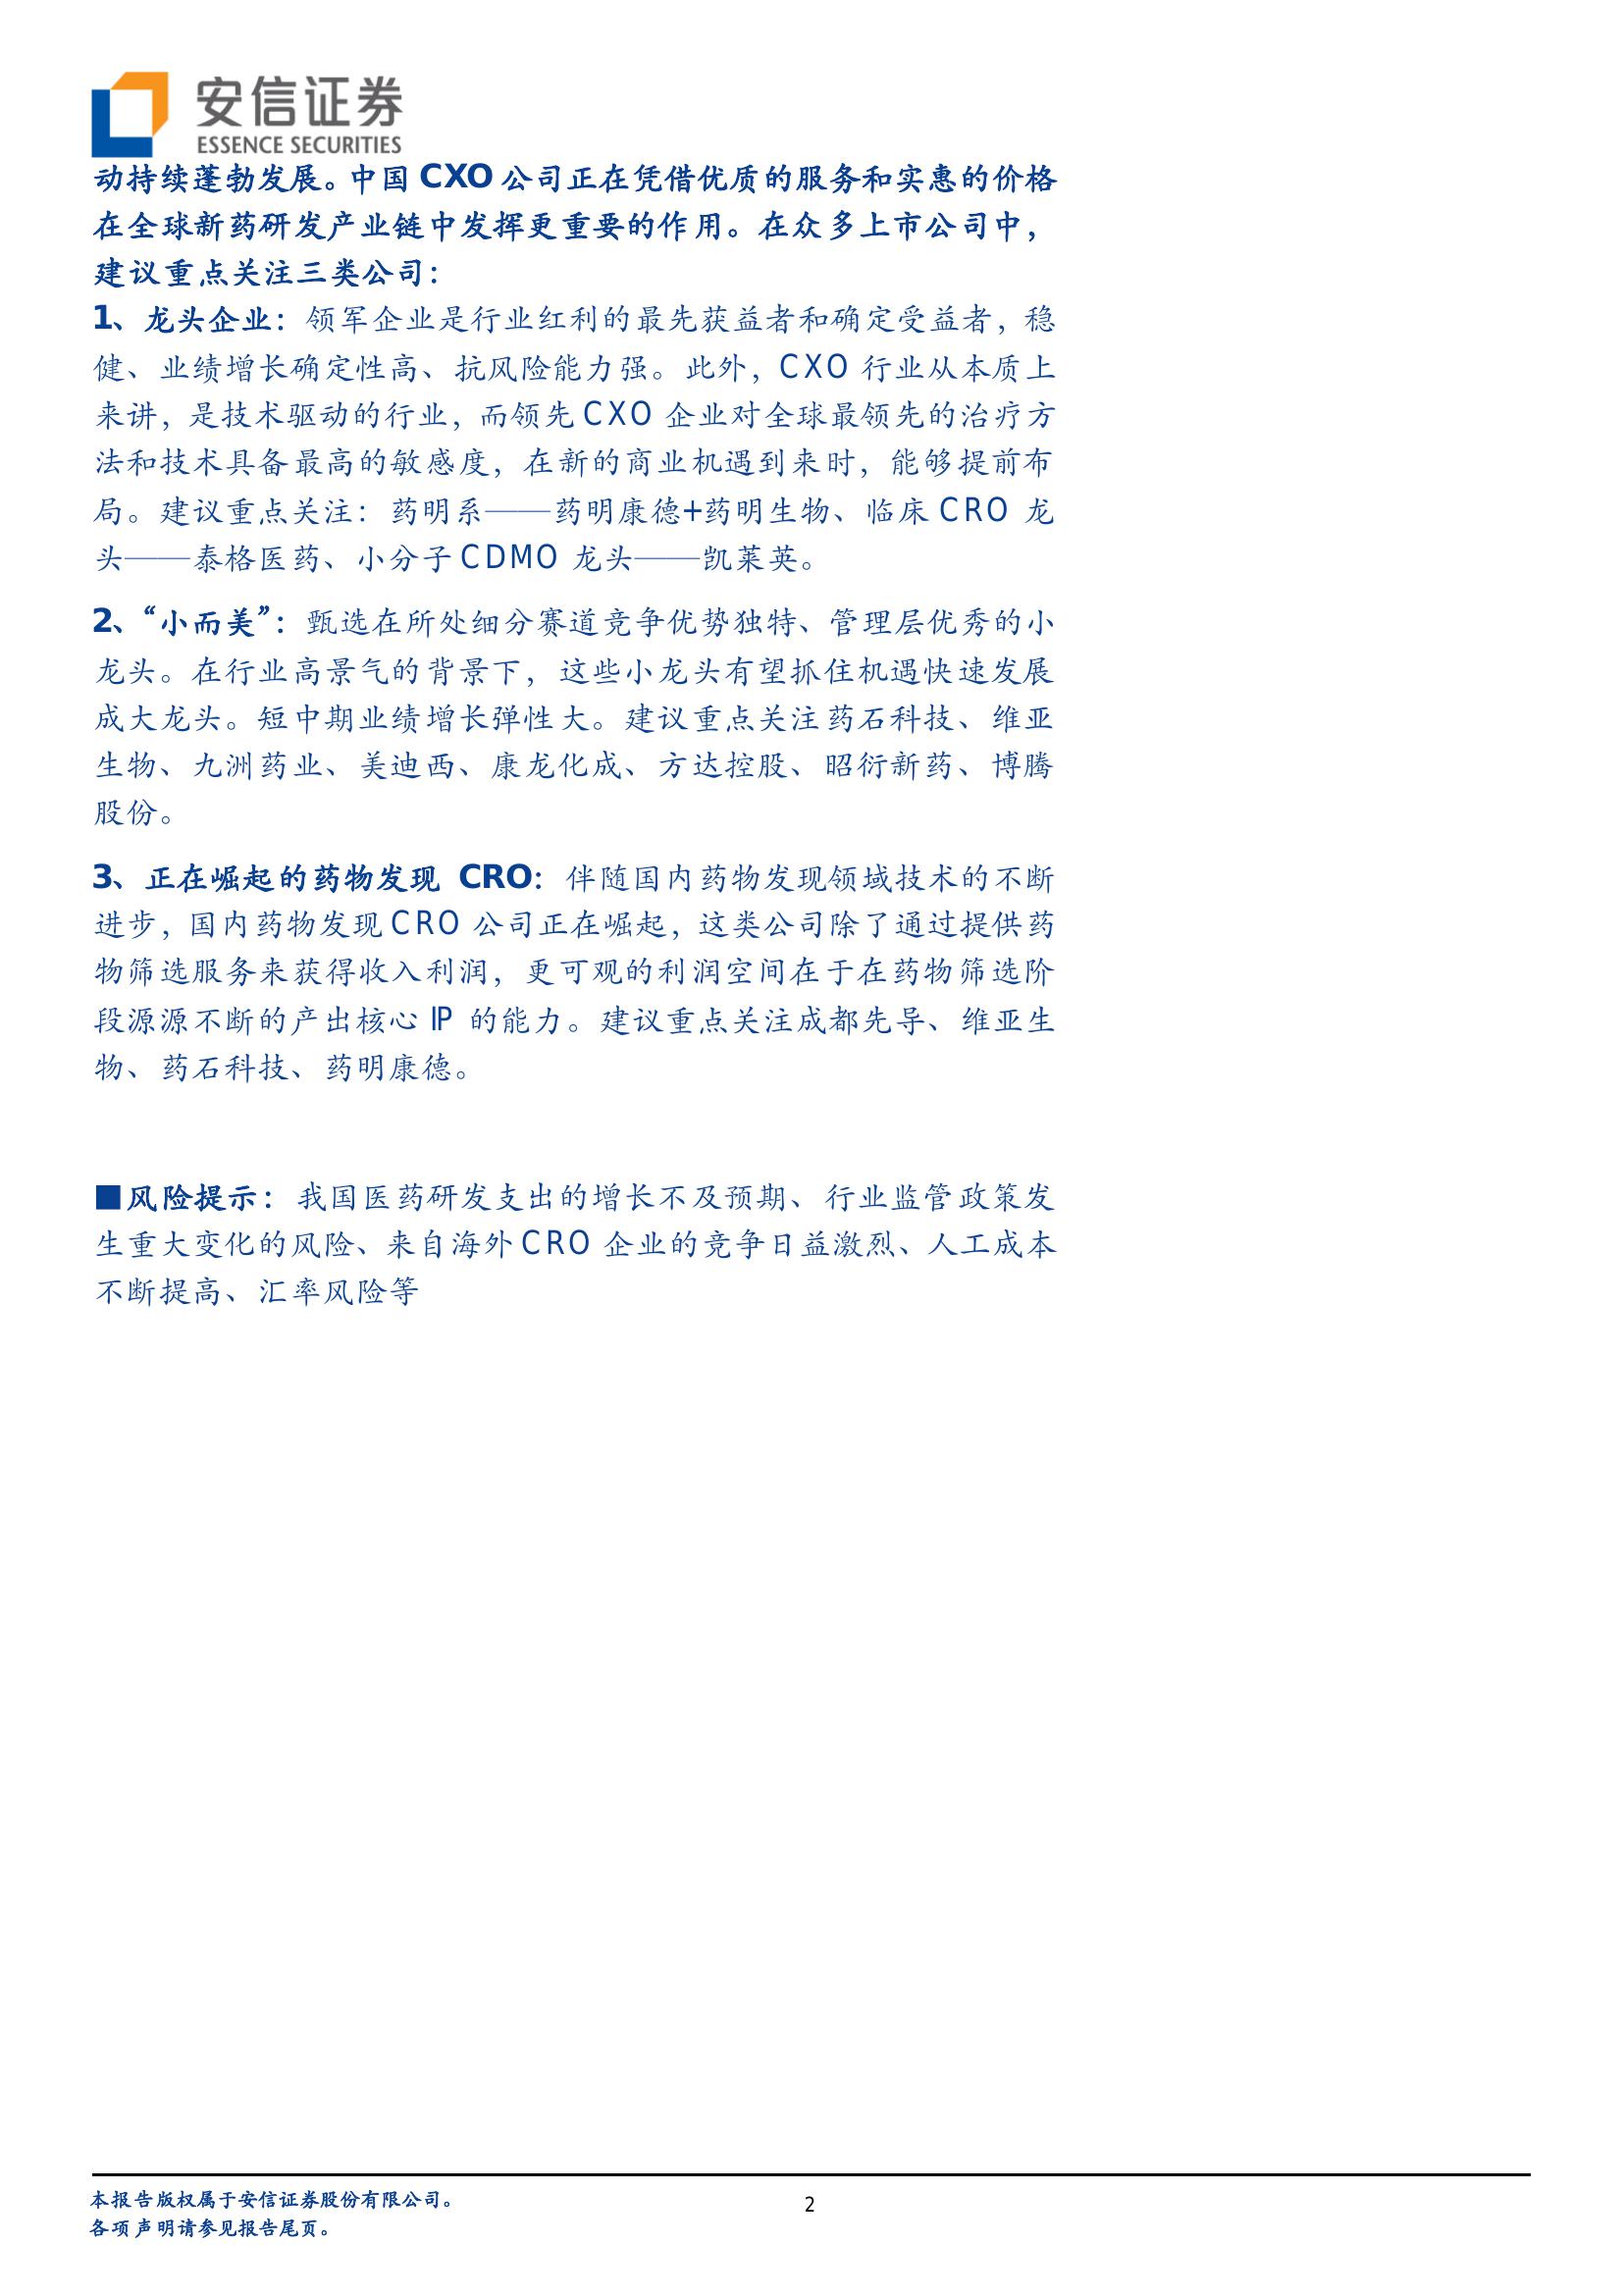 安信证券
ESSENCE SECURITIES
动持续蓬勃发展。中国 CXO 公司正在凭借优质的服务和实惠的价格
在全球新药研发产业链中发挥更重要的作用。在众多上市公司中，
建议重点关注三类公司：
1、龙头企业：领军企业是行业红利的最先获益者和确定受益者，稳
健、业绩增长确定性高、抗风险能力强。此外，CXO 行业从本质上
来讲，是技术驱动的行业，而领先 CXO 企业对全球最领先的治疗方
法和技术具备最高的敏感度，在新的商业机遇到来时，能够提前布
局。建议重点关注：药明系——药明康德+药明生物、临床 CRO 龙
头——泰格医药、小分子 CDMO 龙头——凯莱英。
2、“小而美”：甄选在所处细分赛道竞争优势独特、管理层优秀的小
龙头。在行业高景气的背景下，这些小龙头有望抓住机遇快速发展
成大龙头。短中期业绩增长弹性大。建议重点关注药石科技、维亚
生物、九洲药业、美迪西、康龙化成、方达控股、昭衍新药、博腾
股份。
3、正在崛起的药物发现 CRO：伴随国内药物发现领域技术的不断
进步，国内药物发现 CRO 公司正在崛起，这类公司除了通过提供药
物筛选服务来获得收入利润，更可观的利润空间在于在药物筛选阶
段源源不断的产出核心 IP 的能力。建议重点关注成都先导、维亚生
物、药石科技、药明康德。
■风险提示：我国医药研发支出的增长不及预期、行业监管政策发
生重大变化的风险、来自海外 CRO 企业的竞争日益激烈、人工成本
不断提高、汇率风险等
本报告版权属于安信证券股份有限公司。
各项声明请参见报告尾页。
2